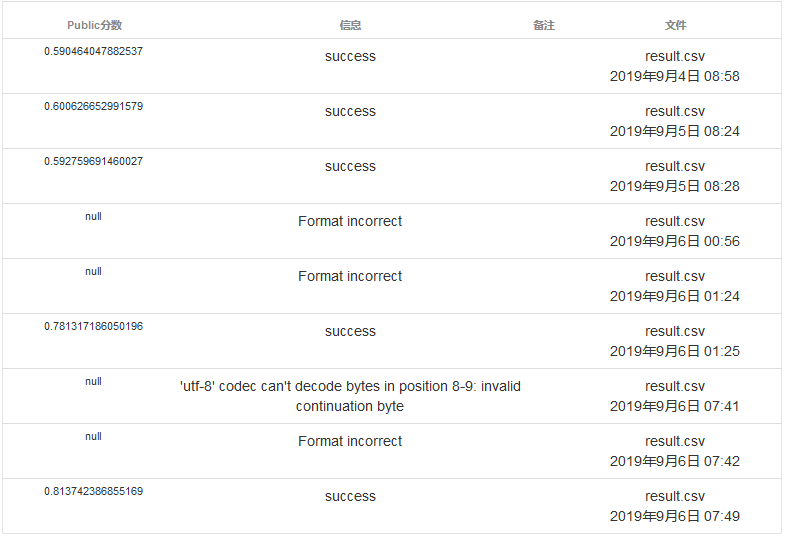 Public分数 信息 备注 文件
0.590464047882537 success result.csv
2019年9月4日 08:58
0.600626652991579 success result.csv
2019年9月5日 08:24
0.592759691460027 success result.csv
2019年9月5日 08:28
null Format incorrect result.csv
2019年9月6日 00:56
null Format incorrect result.csv
2019年9月6日 01:24
0.781317186050196 success result.csv
2019年9月6日 01:25
null 'utf-8' codec can't decode bytes in position 8-9: invalid result.csv
continuation byte 2019年9月6日 07:41
null Format incorrect result.csv
2019年9月6日 07:42
0.813742386855169 success result.csv
2019年9月6日 07:49